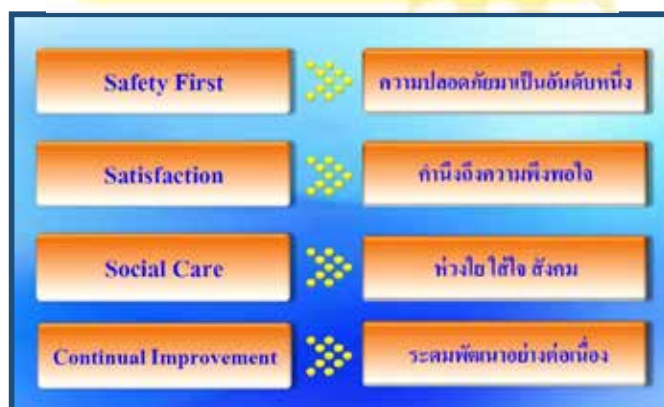 Safety First
ความปลอดภัยมาเป็นอันดับหนึ่ง
Satisfaction
คำนึงถึงความพึงพอใจ
Social Care
ห่วงใย ใส่ใจ สังคม
Continual Improvement
ระดมพัฒนาอย่างต่อเนื่อง